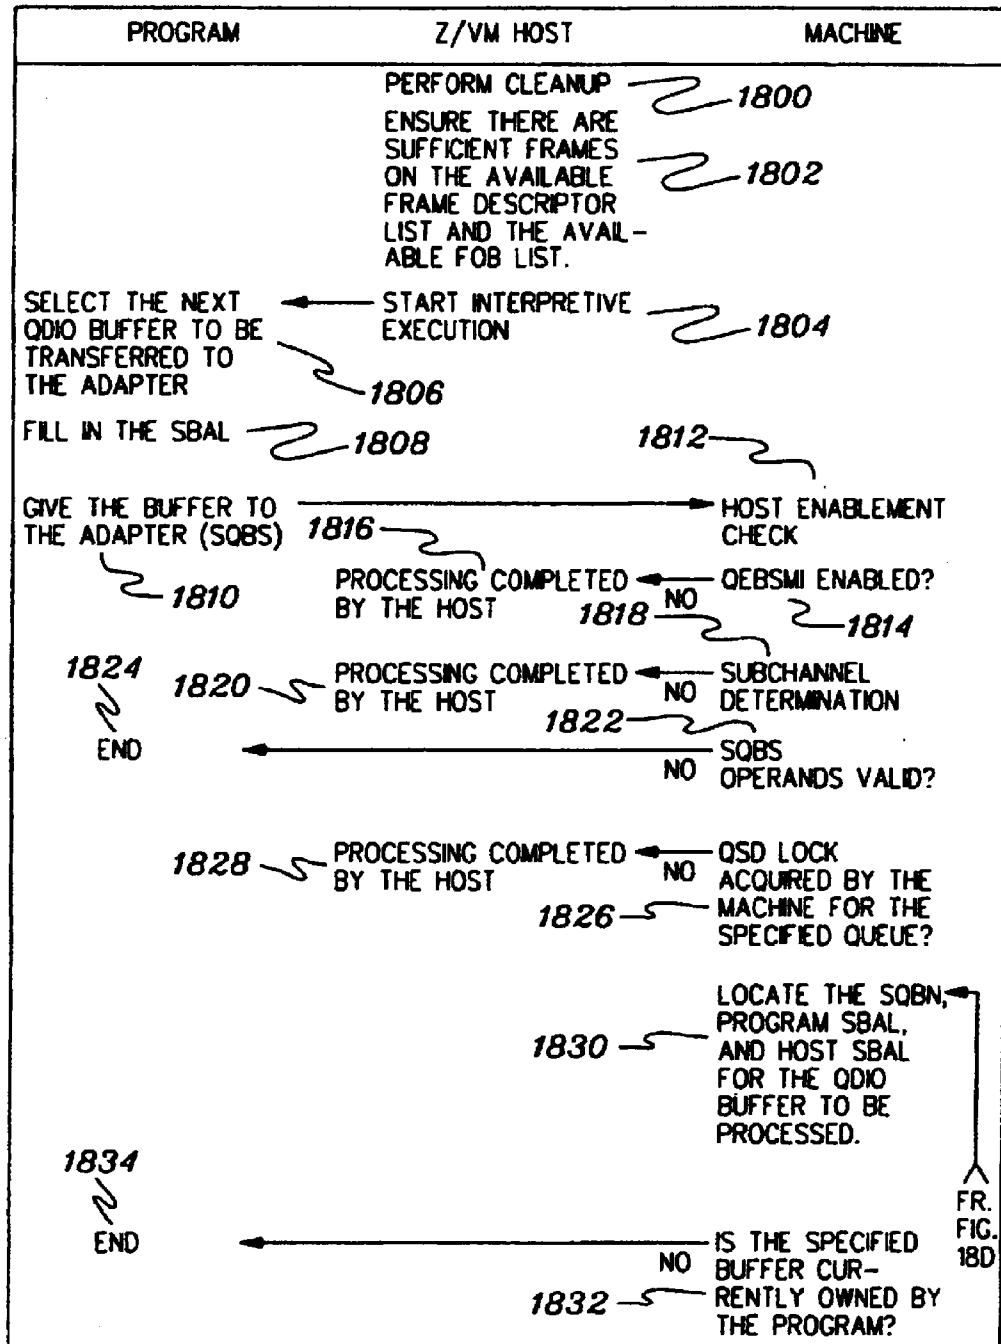 PROGRAM Z/VM HOST MACHINE
PERFORM CLEANUP 1800
ENSURE THERE ARE
SUFFICIENT FRAMES
ON THE AVAILABLE 1802
FRAME DESCRIPTOR
LIST AND THE AVAIL-
ABLE FOB LIST.
START INTERPRETIVE
EXECUTION 1804
SELECT THE NEXT
QDIO BUFFER TO BE
TRANSFERRED TO
THE ADAPTER 1806
FILL IN THE SBAL 1808
GIVE THE BUFFER TO
THE ADAPTER (SQBS)
1810
1812
HOST ENABLEMENT
CHECK
1816
PROCESSING COMPLETED NO QEBSMI ENABLED?
BY THE HOST
1814
1818
1820 PROCESSING COMPLETED NO SUBCHANNEL
BY THE HOST DETERMINATION
1824
END
1822
NO SQBS
OPERANDS VALID?
1828 PROCESSING COMPLETED NO QSD LOCK
BY THE HOST ACQUIRED BY THE
1826 MACHINE FOR THE
SPECIFIED QUEUE?
LOCATE THE SQBN,
PROGRAM SBAL,
1830 AND HOST SBAL
FOR THE QDIO
BUFFER TO BE
PROCESSED.
FR.
FIG.
18D
1834
END
NO IS THE SPECIFIED
BUFFER CUR-
1832 RENTLY OWNED BY
THE PROGRAM?